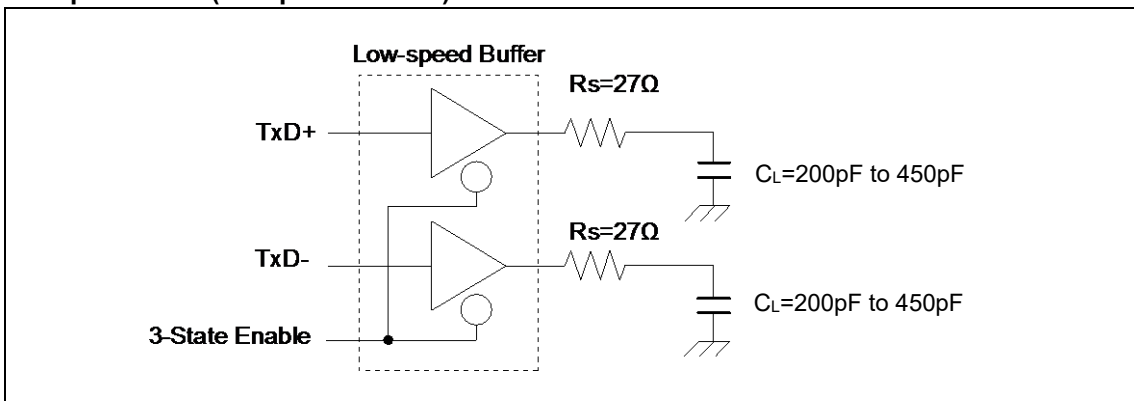 Low-speed Buffer
Rs=27Ω
TxD+
CL=200pF to 450pF
Rs=27Ω
TxD-
CL=200pF to 450pF
3-State Enable